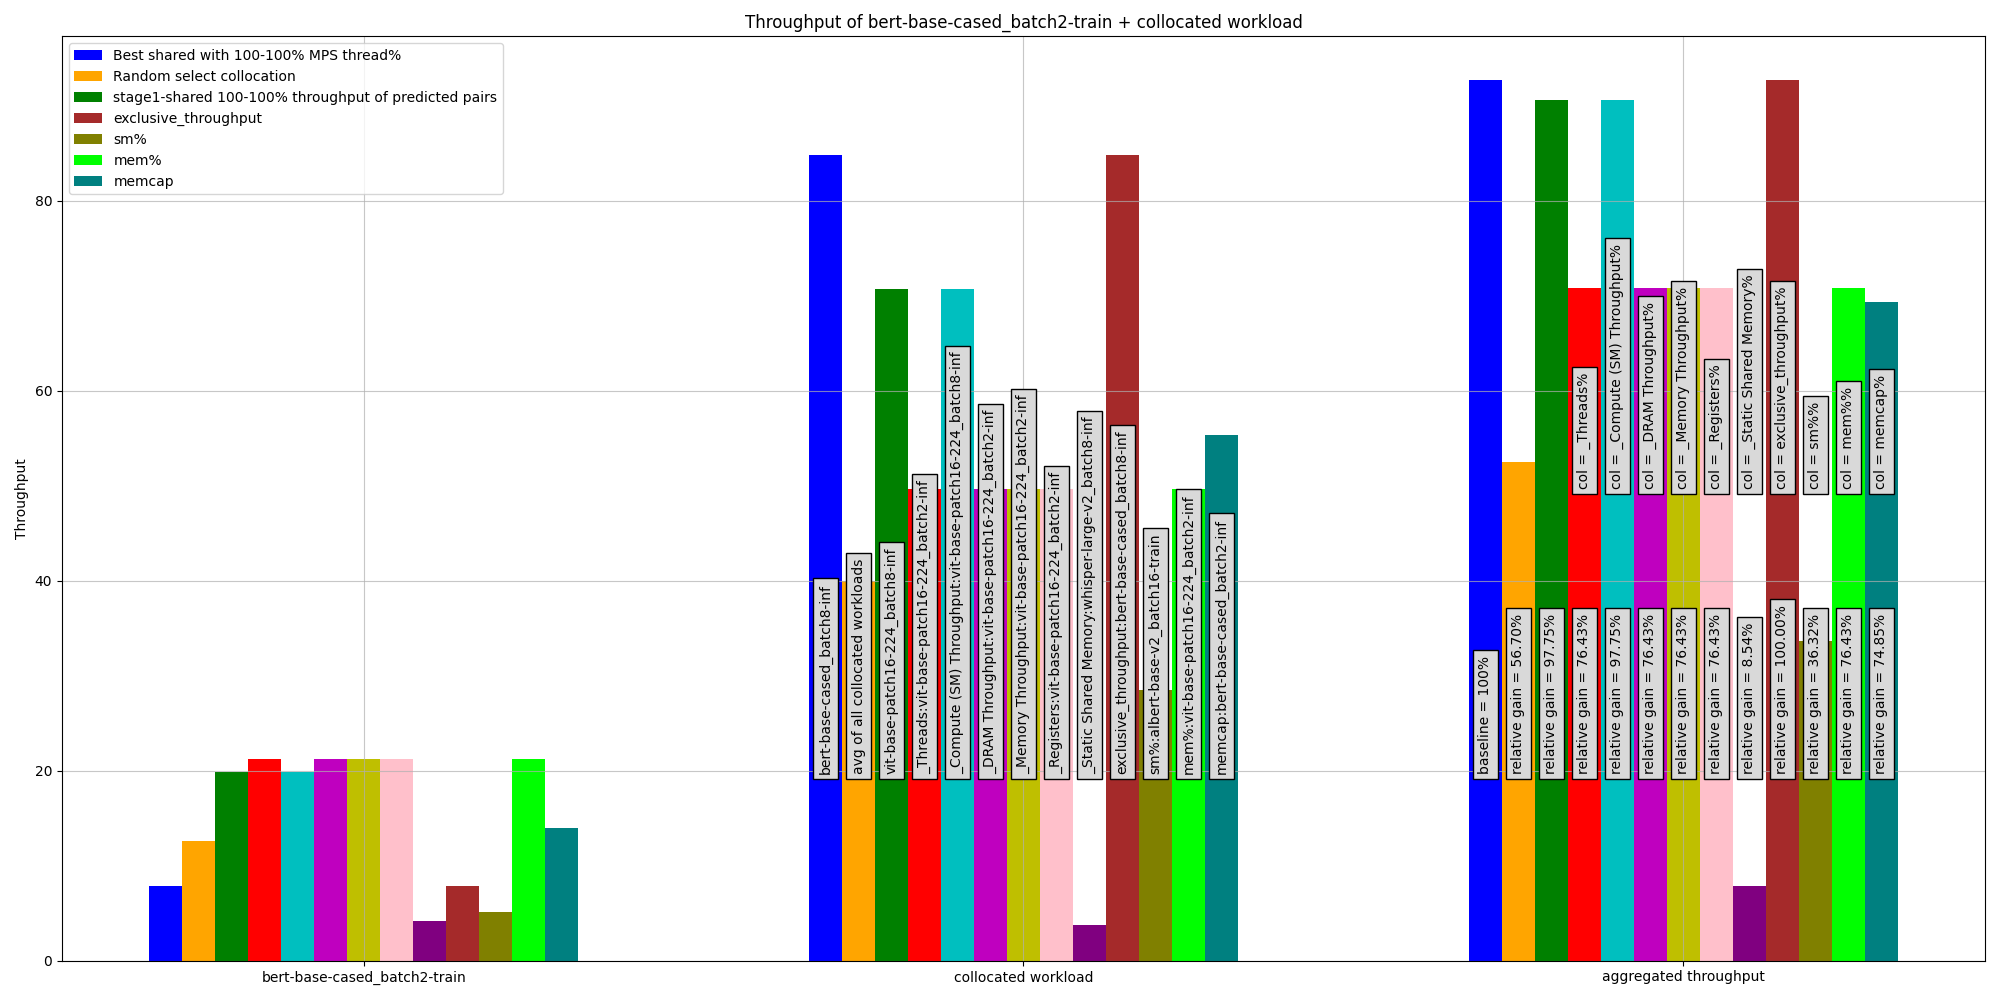 Throughput of bert-base-cased_batch2-train + collocated workload
Best shared with 100-100% MPS thread%
Random select collocation
stage1-shared 100-100% throughput of predicted pairs
exclusive_throughput
sm%
mem%
memcap
Throughput
80
60
40
20
0
bert-base-cased_batch8-inf
avg of all collocated workloads
vit-base-patch16-224_batch8-inf
_Threads:vit-base-patch16-224_batch2-inf
_Compute (SM) Throughput:vit-base-patch16-224_batch8-inf
_DRAM Throughput:vit-base-patch16-224_batch2-inf
_Memory Throughput:vit-base-patch16-224_batch2-inf
_Registers:vit-base-patch16-224_batch2-inf
_Static Shared Memory:whisper-large-v2_batch8-inf
exclusive_throughput:bert-base-cased_batch8-inf
sm%:albert-base-v2_batch16-train
mem%:vit-base-patch16-224_batch2-inf
memcap:bert-base-cased_batch2-inf
col = _Threads%
col = _Compute (SM) Throughput%
col = _DRAM Throughput%
col = _Memory Throughput%
col = _Registers%
col = _Static Shared Memory%
col = exclusive_throughput%
col = sm%%
col = mem%%
col = memcap%
baseline = 100%
relative gain = 56.70%
relative gain = 97.75%
relative gain = 76.43%
relative gain = 97.75%
relative gain = 76.43%
relative gain = 76.43%
relative gain = 76.43%
relative gain = 8.54%
relative gain = 100.00%
relative gain = 36.32%
relative gain = 76.43%
relative gain = 74.85%
bert-base-cased_batch2-train
collocated workload
aggregated throughput